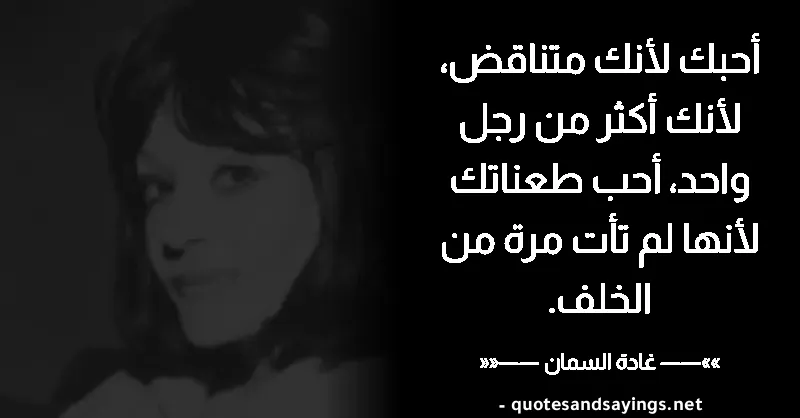 أحبك لأنك متناقض،
لأنك أكثر من رجل
واحد، أحب طعناتك
لأنها لم تأت مرة من
الخلف.
»»—— غادة السمان ——««
- quotesandsayings.net